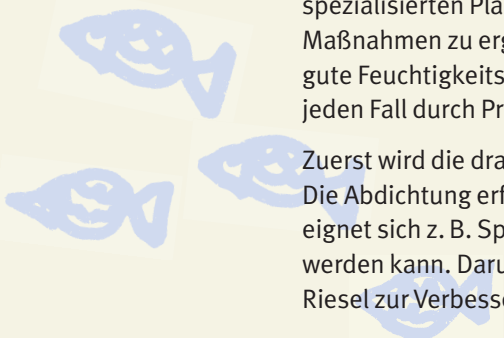 spezialisierten Pla
Maßnahmen zu erg
gute Feuchtigkeits
jeden Fall durch Pr
Zuerst wird die dra
Die Abdichtung erf
eignet sich z. B. Sp
werden kann. Daru
Riesel zur Verbesse